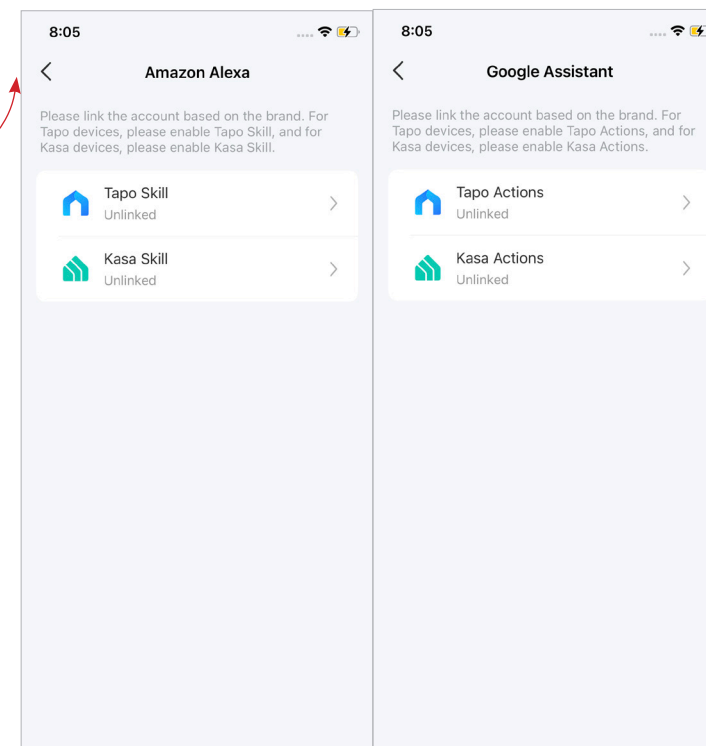 8:05
Amazon Alexa
Please link the account based on the brand. For
Tapo devices, please enable Tapo Skill, and for
Kasa devices, please enable Kasa Skill.
Tapo Skill
Unlinked
Kasa Skill
Unlinked
8:05
Google Assistant
Please link the account based on the brand. For
Tapo devices, please enable Tapo Actions, and for
Kasa devices, please enable Kasa Actions.
Tapo Actions
Unlinked
Kasa Actions
Unlinked